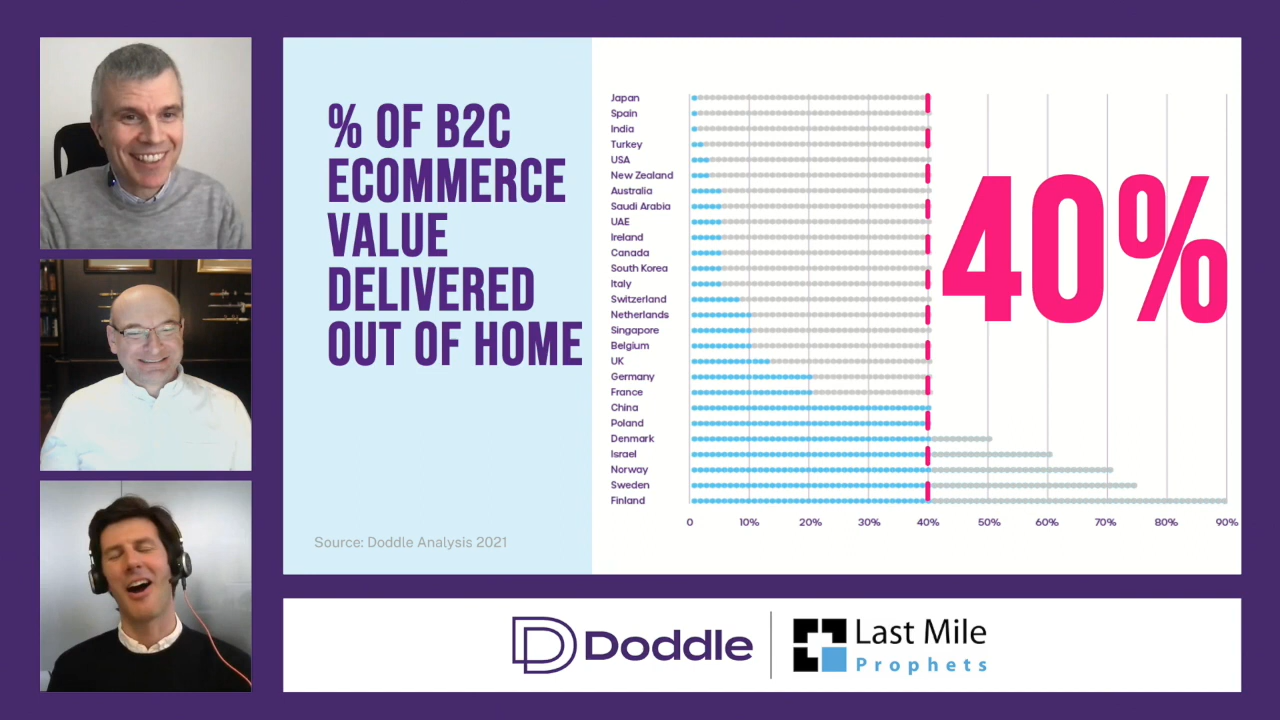 % OF B2C
ECOMMERCE
VALUE
DELIVERED
OUT OF HOME
Source: Doddle Analysis 2021
Japan
Spain
India
Turkey
USA
New Zealand
Australia
Saudi Arabia
UAE
Ireland
Canada
South Korea
Italy
Switzerland
Netherlands
Singapore
Belgium
UK
Germany
France
China
Poland
Denmark
Israel
Norway
Sweden
Finland
0 10% 20% 30% 40% 50% 60% 70% 80% 90%
40%
Doddle
Last Mile
Prophets